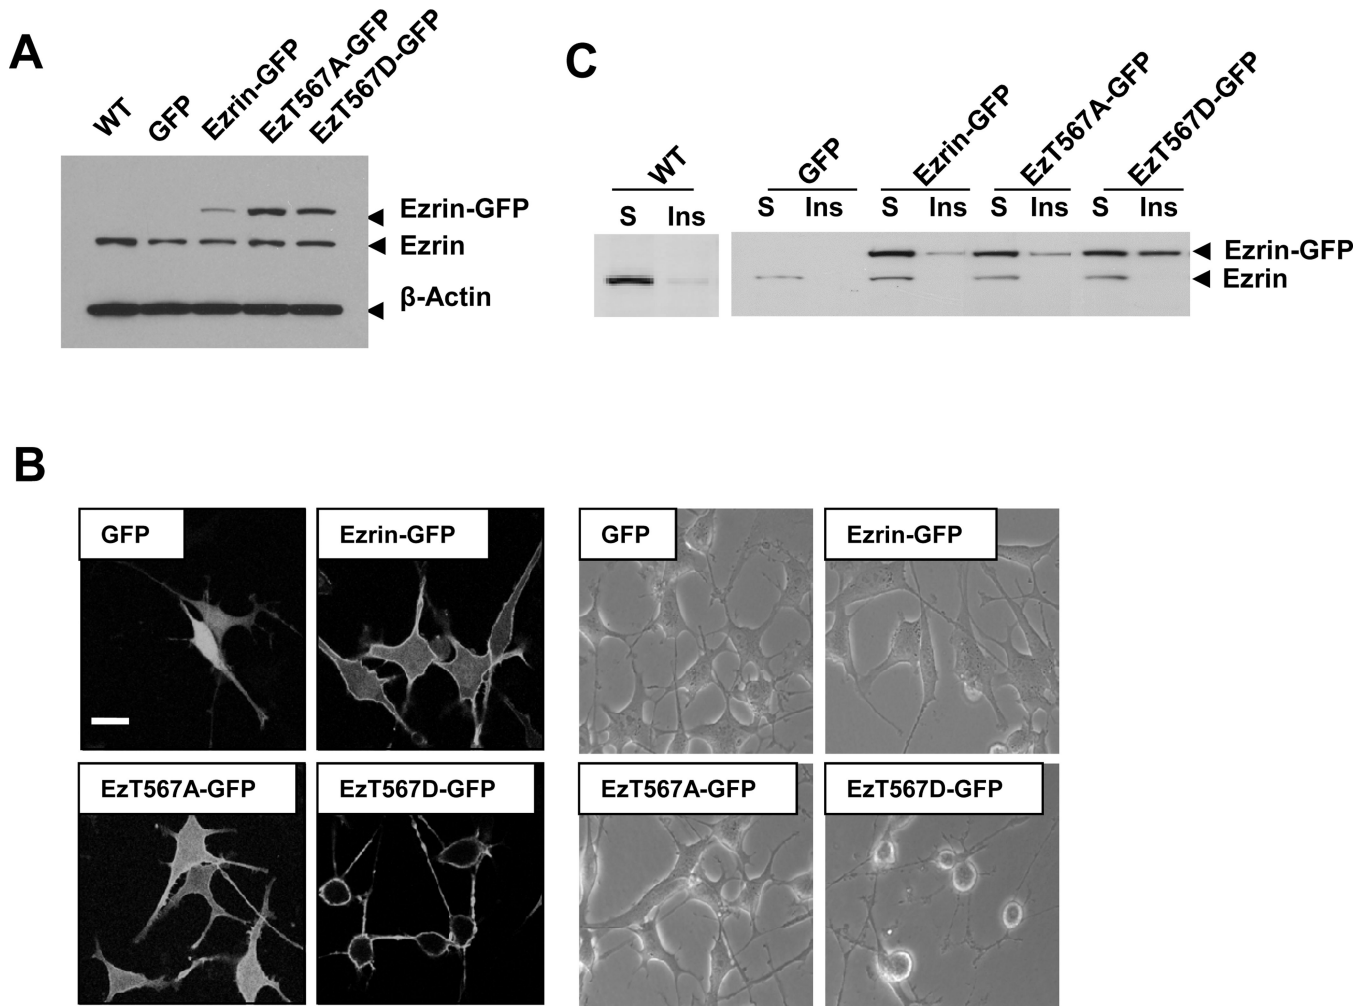 A
WT
GFP
Ezrin-GFP
EzT567A-GFP
EzT567D-GFP
Ezrin-GFP
Ezrin
β-Actin
C
WT
GFP
Ezrin-GFP
EzT567A-GFP
EzT567D-GFP
S Ins S Ins S Ins S Ins S Ins
Ezrin-GFP
Ezrin
B
GFP
Ezrin-GFP
GFP
Ezrin-GFP
EzT567A-GFP
EzT567D-GFP
EzT567A-GFP
EzT567D-GFP